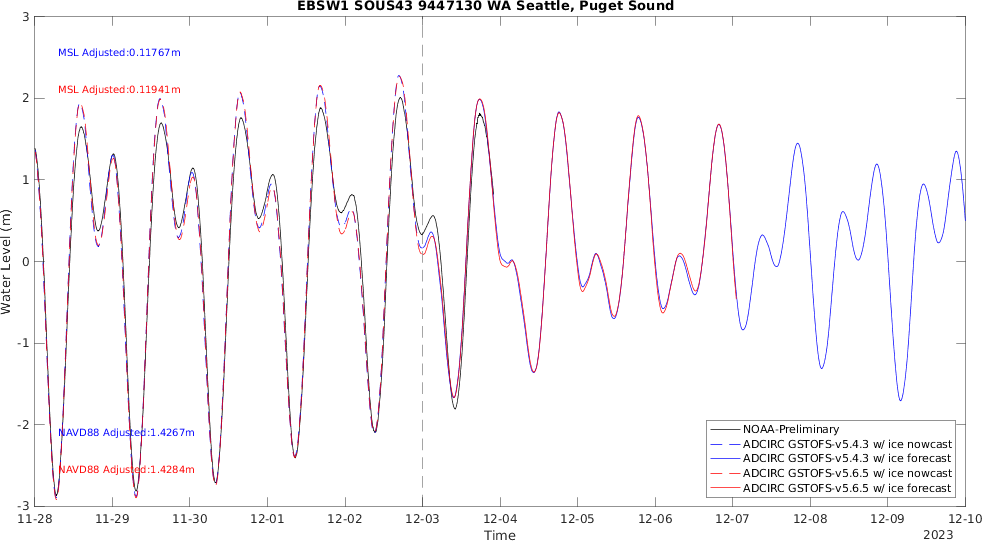 EBSW1 SOUS43 9447130 WA Seattle, Puget Sound
3
MSL Adjusted:0.11767m
MSL Adjusted:0.11941m
2
1
0
-1
-2
-3
Water Level (m)
NAVD88 Adjusted:1.4267m
NAVD88 Adjusted:1.4284m
NOAA-Preliminary
ADCIRC GSTOFS-v5.4.3 w/ ice nowcast
ADCIRC GSTOFS-v5.4.3 w/ ice forecast
ADCIRC GSTOFS-v5.6.5 w/ ice nowcast
ADCIRC GSTOFS-v5.6.5 w/ ice forecast
11-28 11-29 11-30 12-01 12-02 12-03 12-04 12-05 12-06 12-07 12-08 12-09 12-10
Time
2023